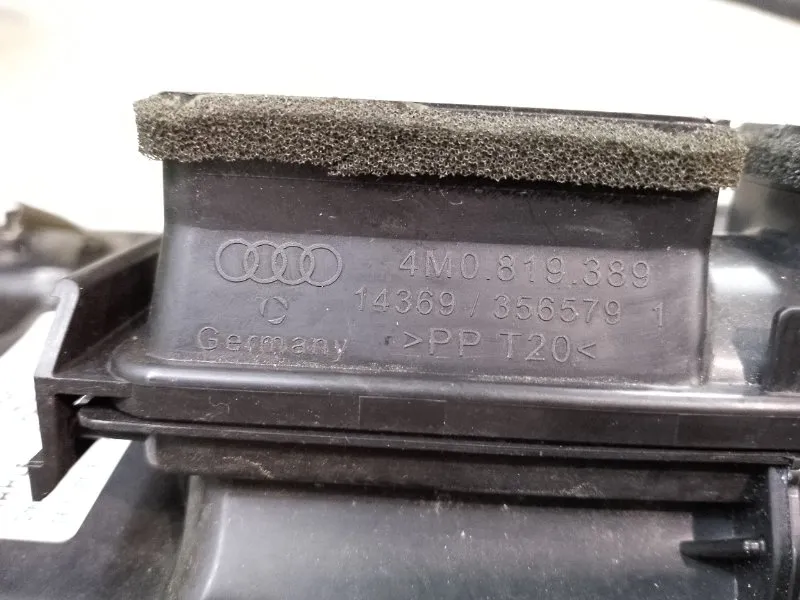 4M0.819.389
14369 / 356579 1
Germany >PP T20<